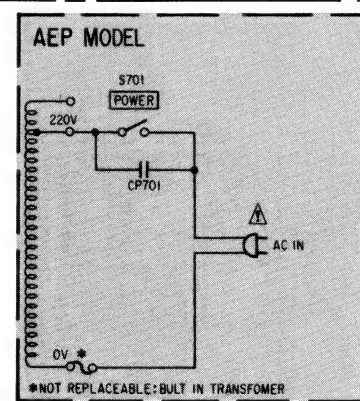 AEP MODEL
S701
POWER
220V
CP701
AC IN
0V *
*NOT REPLACEABLE: BULT IN TRANSFOMER